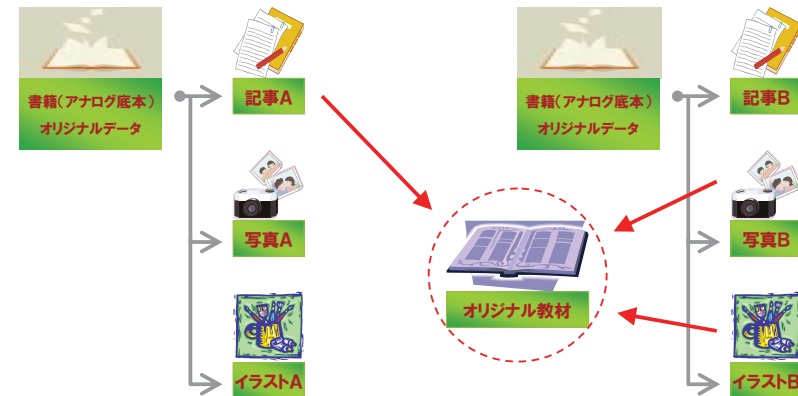 書籍（アナログ底本）
オリジナルデータ
記事A
写真A
イラストA
オリジナル教材
書籍（アナログ底本）
オリジナルデータ
記事B
写真B
イラストB